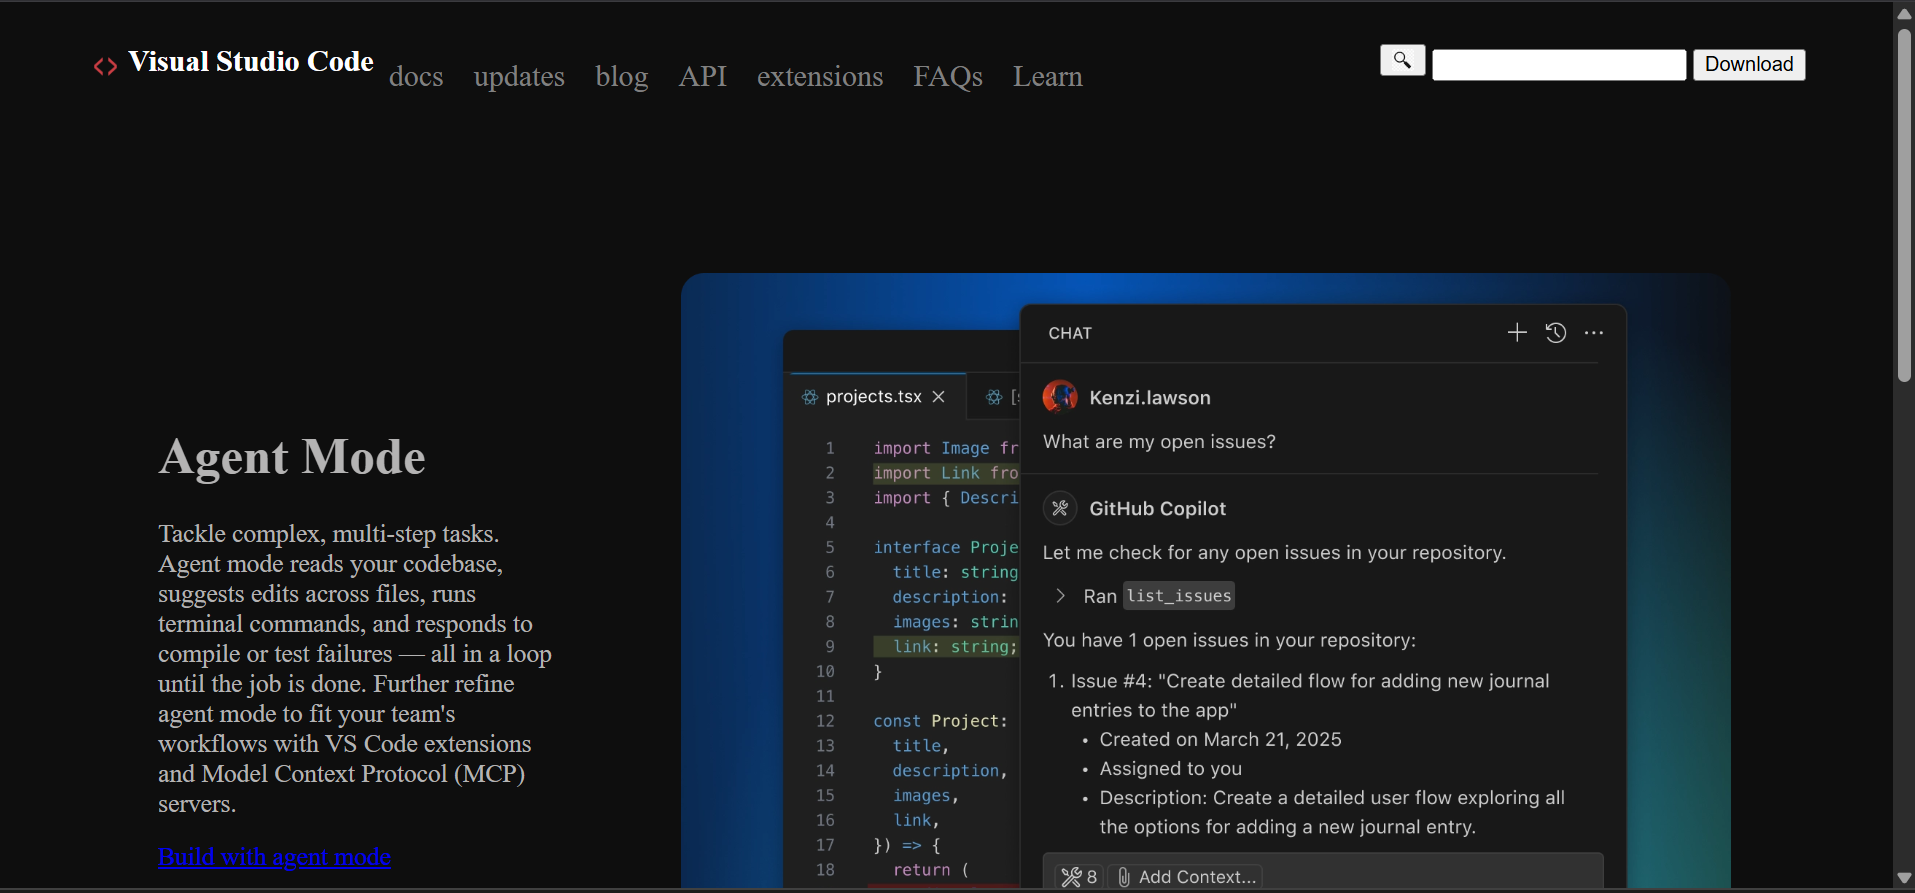 <> Visual Studio Code docs updates blog API extensions FAQs Learn Download
Agent Mode
Tackle complex, multi-step tasks.
Agent mode reads your codebase,
suggests edits across files, runs
terminal commands, and responds to
compile or test failures — all in a loop
until the job is done. Further refine
agent mode to fit your team's
workflows with VS Code extensions
and Model Context Protocol (MCP)
servers.
Build with agent mode
projects.tsx
1 import Image fr
2 import Link fro
3 import { Descri
4
5 interface Proje
6 title: string
7 description:
8 images: strin
9 link: string;
10 }
11
12 const Project:
13 title,
14 description,
15 images,
16 link,
17 }) => {
18 return (
CHAT
Kenzi.lawson
What are my open issues?
GitHub Copilot
Let me check for any open issues in your repository.
Ran list_issues
You have 1 open issues in your repository:
1. Issue #4: "Create detailed flow for adding new journal
entries to the app"
• Created on March 21, 2025
• Assigned to you
• Description: Create a detailed user flow exploring all
the options for adding a new journal entry.
8 Add Context...